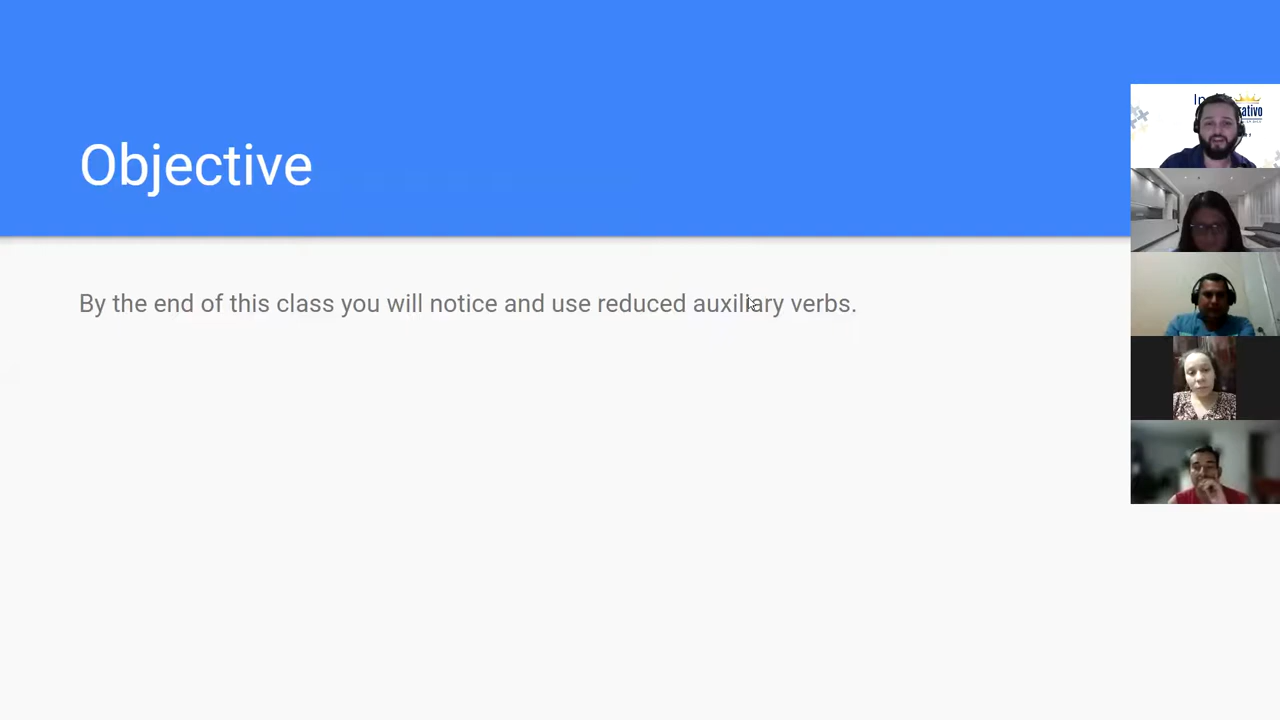 Objective
By the end of this class you will notice and use reduced auxiliary verbs.